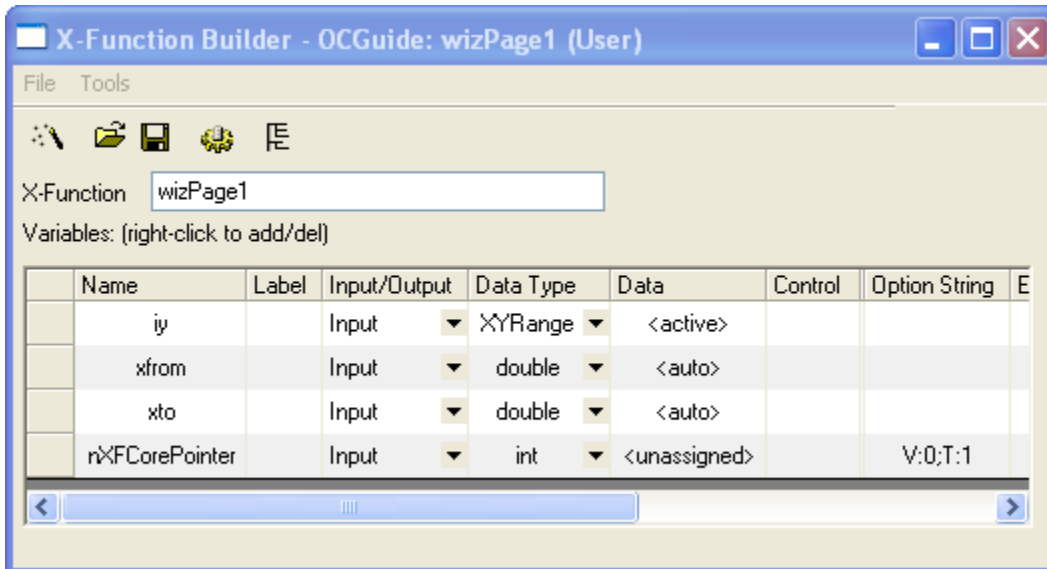 X-Function Builder - OCGuide: wizPage1 (User)
File Tools
X-Function wizPage1
Variables: (right-click to add/del)
Name Label Input/Output Data Type Data Control Option String E
iy Input XYRange <active>
xfrom Input double <auto>
xto Input double <auto>
nXFCorePointer Input int <unassigned> V:0;T:1